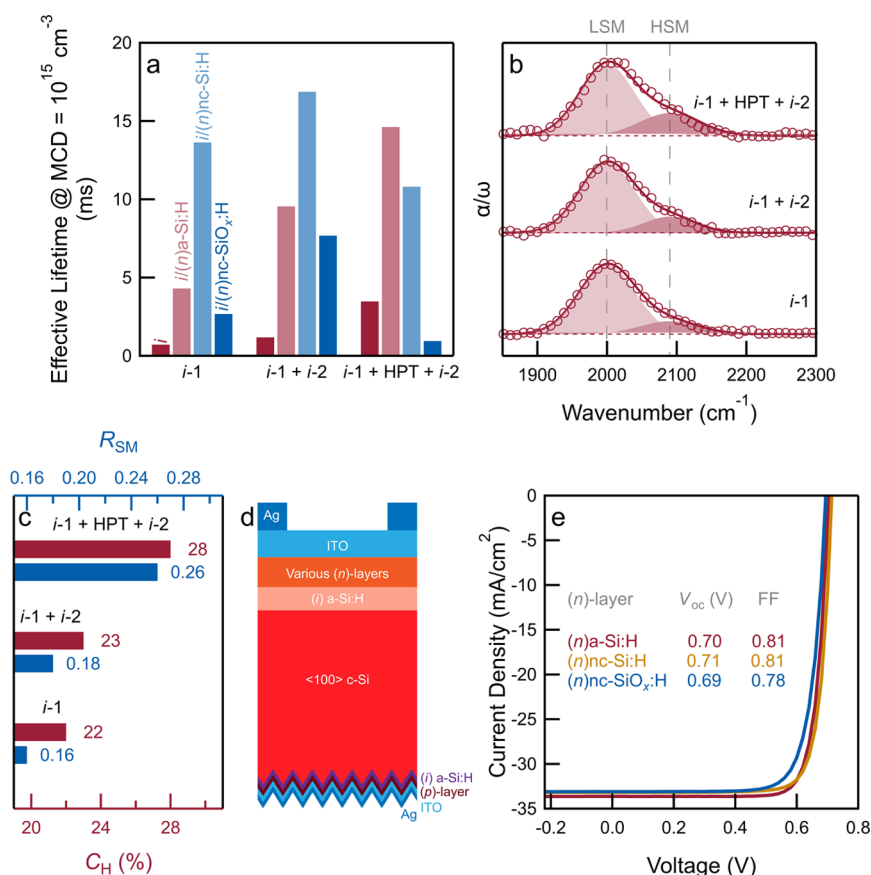 a
Effective Lifetime @ MCD = 10¹⁵ cm⁻³
(ms)
20
15
10
5
0
i
i/(n)a-Si:H
i/(n)nc-Si:H
i/(n)nc-SiOₓ:H
i-1
i-1 + i-2
i-1 + HPT + i-2
LSM HSM
b
α/ω
i-1 + HPT + i-2
i-1 + i-2
i-1
1900 2000 2100 2200 2300
Wavenumber (cm⁻¹)
R_SM
0.16 0.20 0.24 0.28
c
i-1 + HPT + i-2
28
0.26
i-1 + i-2
23
0.18
i-1
22
0.16
20 24 28
C_H (%)
d
Ag
ITO
Various (n)-layers
(i) a-Si:H
<100> c-Si
(i) a-Si:H
(p)-layer
ITO
Ag
e
Current Density (mA/cm²)
0
-5
-10
-15
-20
-25
-30
-35
(n)-layer V_oc (V) FF
(n)a-Si:H 0.70 0.81
(n)nc-Si:H 0.71 0.81
(n)nc-SiOₓ:H 0.69 0.78
-0.2 0.0 0.2 0.4 0.6 0.8
Voltage (V)